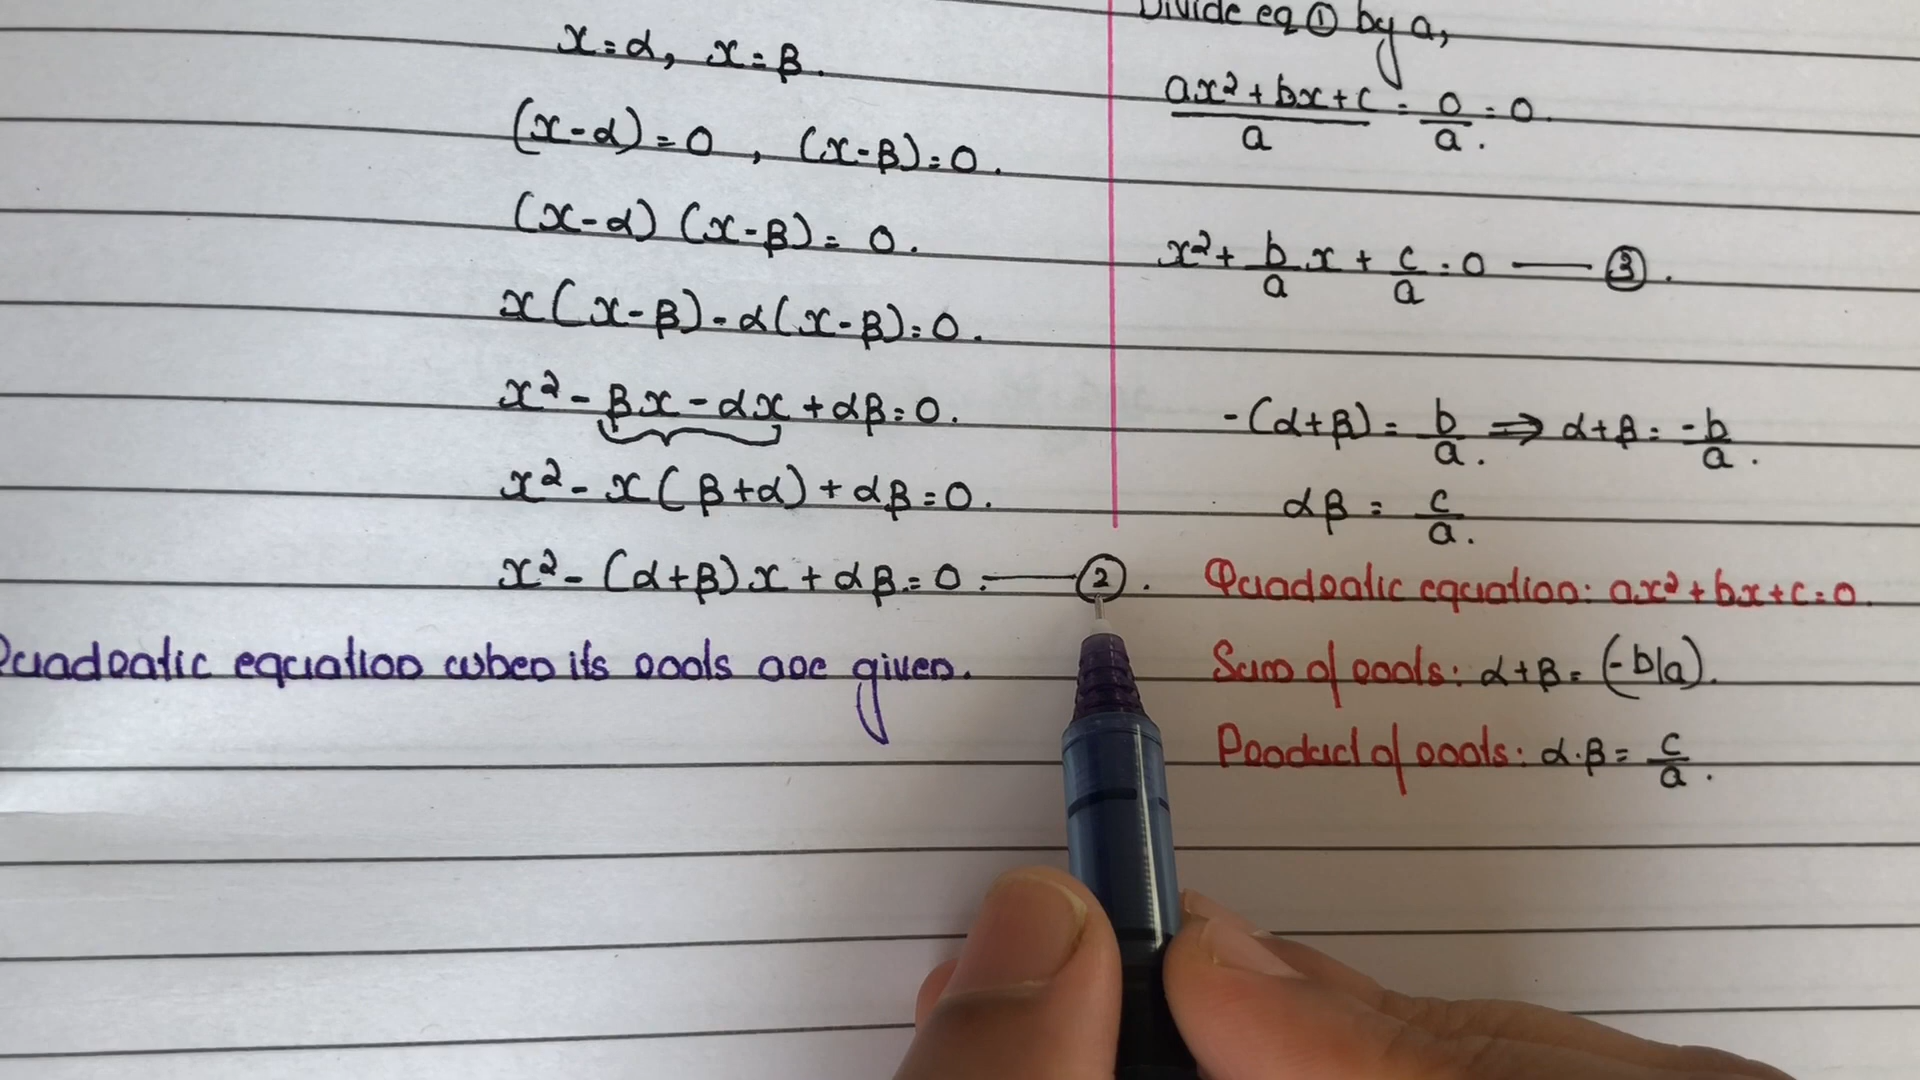 x=α, x=β.
(x-α)=0, (x-β)=0.
(x-α) (x-β)= 0.
x(x-β)-α(x-β)=0.
x²-βx-αx+αβ=0.
x²-x(β+α)+αβ=0.
x²-(α+β)x+αβ=0 — ②.
Quadratic equation when its roots are given.
Divide eq ① by a,
ax²+bx+c/a = 0/a = 0.
x²+ b/a x + c/a = 0 — ③.
-(α+β) = b/a. ⇒ α+β = -b/a.
αβ = c/a.
Quadratic equation: ax²+bx+c=0.
Sum of roots: α+β = (-b/a).
Product of roots: α.β = c/a.